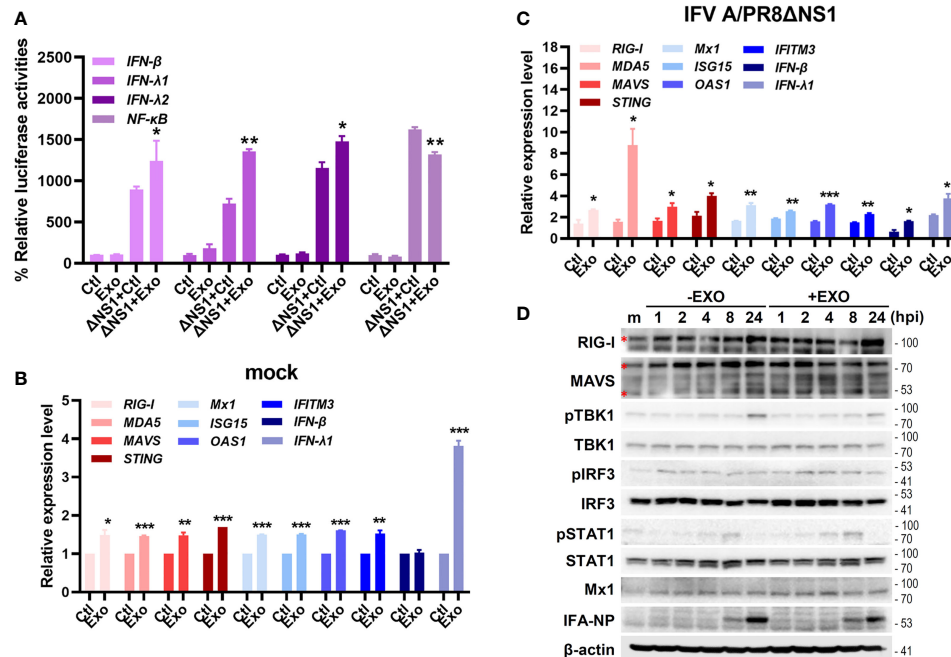 A
% Relative luciferase activities
2500
2000
1500
1000
500
0
IFN-β
IFN-λ1
IFN-λ2
NF-κB
*
**
*
**
Ctl
Exo
ΔNS1+Ctl
ΔNS1+Exo
Ctl
Exo
ΔNS1+Ctl
ΔNS1+Exo
Ctl
Exo
ΔNS1+Ctl
ΔNS1+Exo
Ctl
Exo
ΔNS1+Ctl
ΔNS1+Exo
B
mock
Relative expression level
5
4
3
2
1
0
RIG-I Mx1 IFITM3
MDA5 ISG15 IFN-β
MAVS OAS1 IFN-λ1
STING
* *** ** *** *** *** *** ** ***
Ctl Exo Ctl Exo Ctl Exo Ctl Exo Ctl Exo Ctl Exo Ctl Exo Ctl Exo Ctl Exo Ctl Exo
C
IFV A/PR8ΔNS1
Relative expression level
18
16
14
12
10
8
6
4
2
0
RIG-I Mx1 IFITM3
MDA5 ISG15 IFN-β
MAVS OAS1 IFN-λ1
STING
* * * * ** ** *** ** * *
Ctl Exo Ctl Exo Ctl Exo Ctl Exo Ctl Exo Ctl Exo Ctl Exo Ctl Exo Ctl Exo Ctl Exo
D
-EXO +EXO
m 1 2 4 8 24 1 2 4 8 24 (hpi)
RIG-I * - 100
MAVS * - 70
* - 53
pTBK1 - 100
- 70
TBK1 - 100
- 70
pIRF3 - 53
- 41
IRF3 - 53
- 41
pSTAT1 - 100
- 70
STAT1 - 100
- 70
Mx1 - 100
- 70
IFA-NP - 53
β-actin - 41